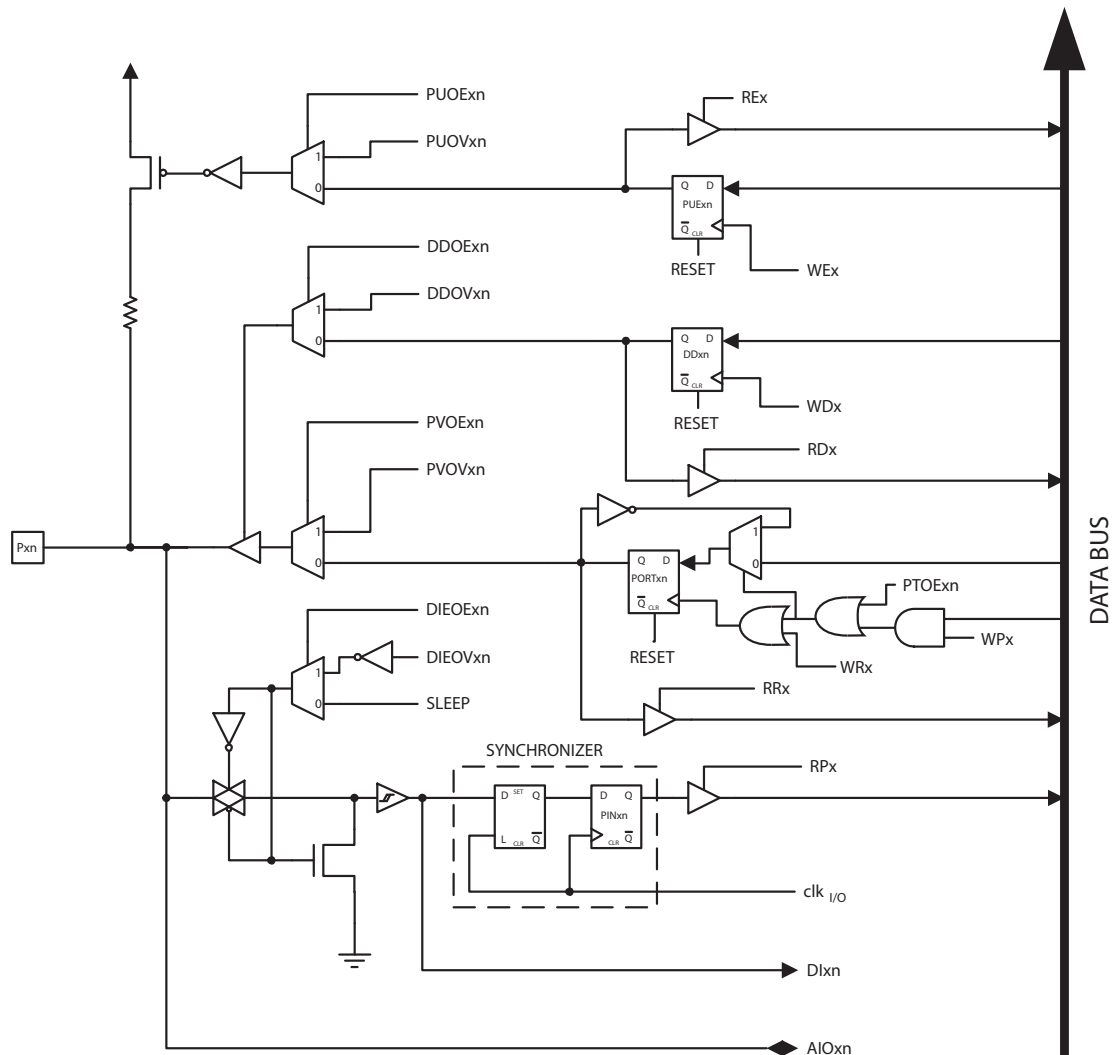 PUOExn
REx
PUOVxn
1
0
Q D
PUExn
Q CLR
RESET
WEx
DDOExn
DDOVxn
1
0
Q D
DDxn
Q CLR
RESET
WDx
PVOExn
RDx
PVOVxn
1
0
1
0
Pxn
Q D
PORTxn
Q CLR
RESET
PTOExn
WPx
WRx
DATA BUS
DIEOExn
DIEOVxn
1
0
SLEEP
RRx
SYNCHRONIZER
RPx
D SET Q
L CLR Q
D Q
PINxn
CLR Q
clk I/O
DIxn
AIOxn